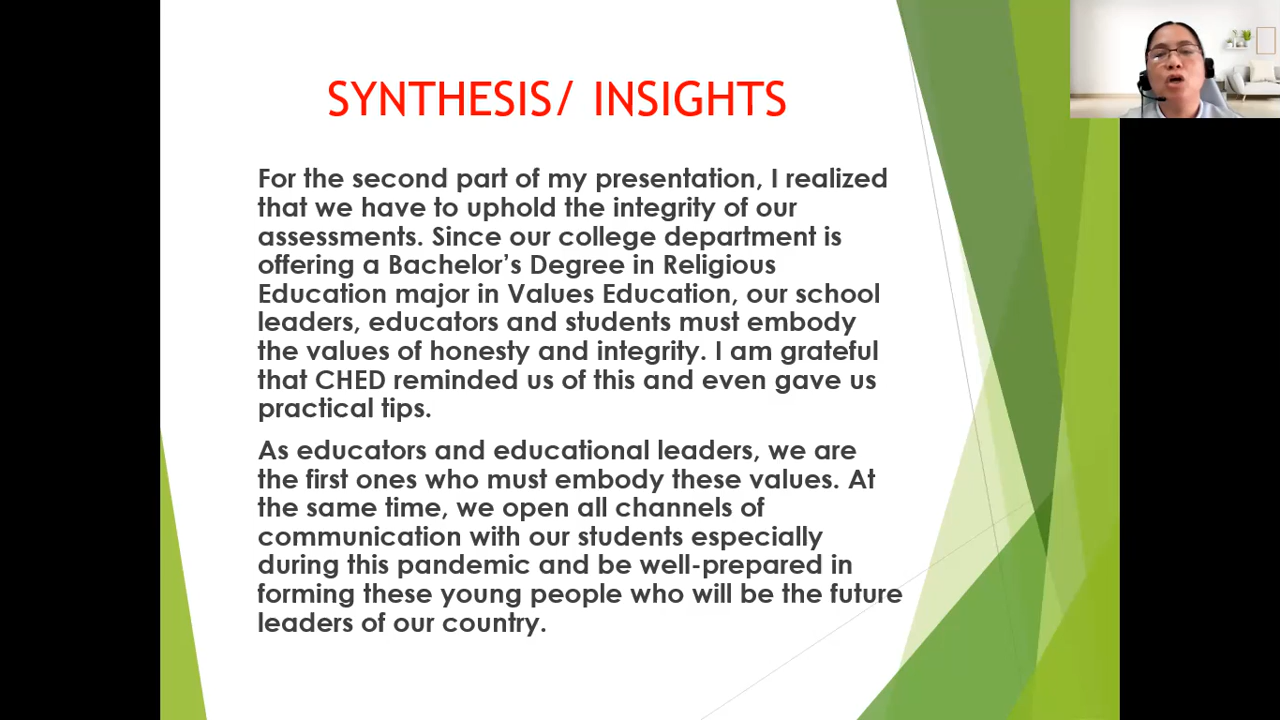 SYNTHESIS/ INSIGHTS
For the second part of my presentation, I realized
that we have to uphold the integrity of our
assessments. Since our college department is
offering a Bachelor’s Degree in Religious
Education major in Values Education, our school
leaders, educators and students must embody
the values of honesty and integrity. I am grateful
that CHED reminded us of this and even gave us
practical tips.
As educators and educational leaders, we are
the first ones who must embody these values. At
the same time, we open all channels of
communication with our students especially
during this pandemic and be well-prepared in
forming these young people who will be the future
leaders of our country.